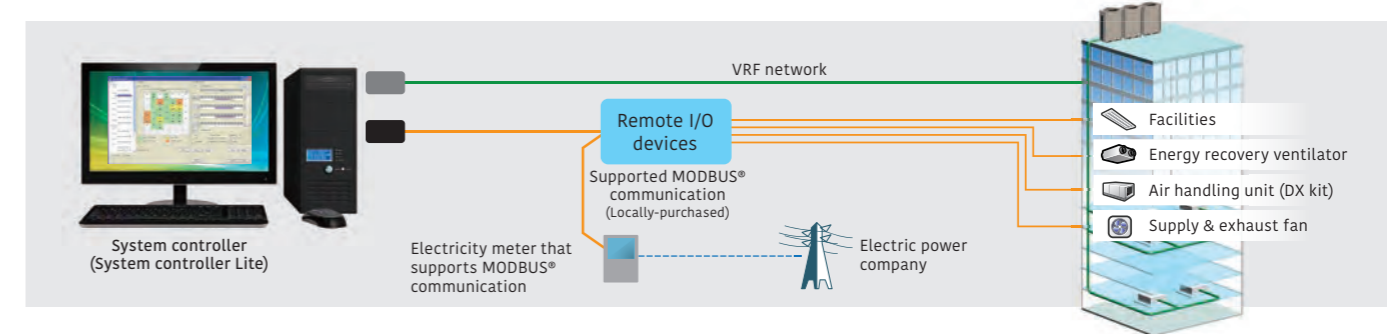 VRF network
Remote I/O
devices
Supported MODBUS®
communication
(Locally-purchased)
Facilities
Energy recovery ventilator
Air handling unit (DX kit)
Supply & exhaust fan
System controller
(System controller Lite)
Electricity meter that
supports MODBUS®
communication
Electric power
company